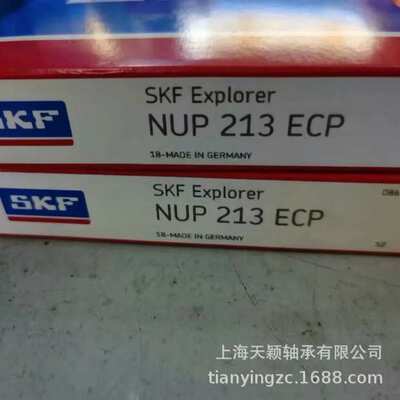 SKF
SKF Explorer
NUP 213 ECP
18-MADE IN GERMANY
SKF
SKF Explorer
NUP 213 ECP
18-MADE IN GERMANY
上海天颖轴承有限公司
tianyingzc.1688.com